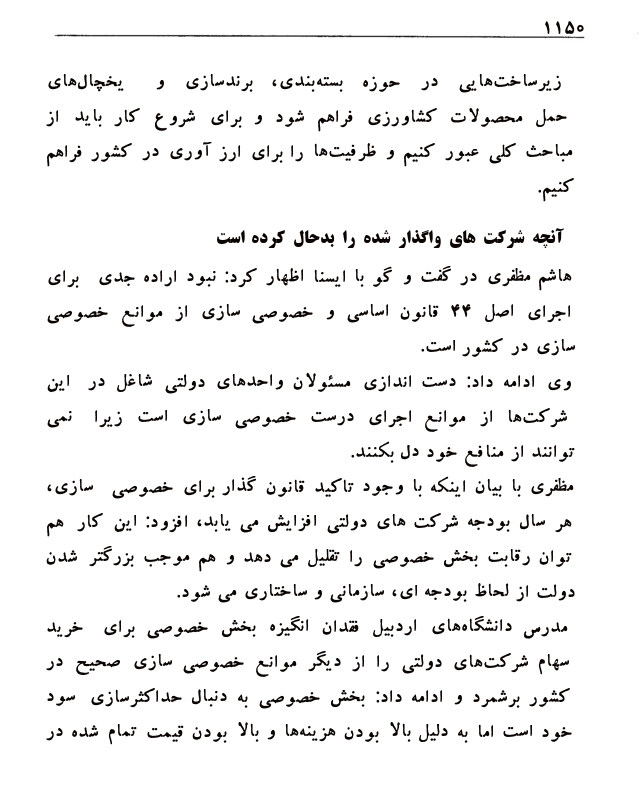 ۱۱۵۰
زیرساخت‌هایی در حوزه بسته‌بندی، برندسازی و یخچال‌های
حمل محصولات کشاورزی فراهم شود و برای شروع کار باید از
مباحث کلی عبور کنیم و ظرفیت‌ها را برای ارز آوری در کشور فراهم
کنیم.
آنچه شرکت های واگذار شده را بدحال کرده است
هاشم مظفری در گفت و گو با ایسنا اظهار کرد: نبود اراده جدی برای
اجرای اصل ۴۴ قانون اساسی و خصوصی سازی از موانع خصوصی
سازی در کشور است.
وی ادامه داد: دست اندازی مسئولان واحدهای دولتی شاغل در این
شرکت‌ها از موانع اجرای درست خصوصی سازی است زیرا نمی
توانند از منافع خود دل بکنند.
مظفری با بیان اینکه با وجود تاکید قانون گذار برای خصوصی سازی،
هر سال بودجه شرکت های دولتی افزایش می یابد، افزود: این کار هم
توان رقابت بخش خصوصی را تقلیل می دهد و هم موجب بزرگتر شدن
دولت از لحاظ بودجه ای، سازمانی و ساختاری می شود.
مدرس دانشگاه‌های اردبیل فقدان انگیزه بخش خصوصی برای خرید
سهام شرکت‌های دولتی را از دیگر موانع خصوصی سازی صحیح در
کشور برشمرد و ادامه داد: بخش خصوصی به دنبال حداکثرسازی سود
خود است اما به دلیل بالا بودن هزینه‌ها و بالا بودن قیمت تمام شده در